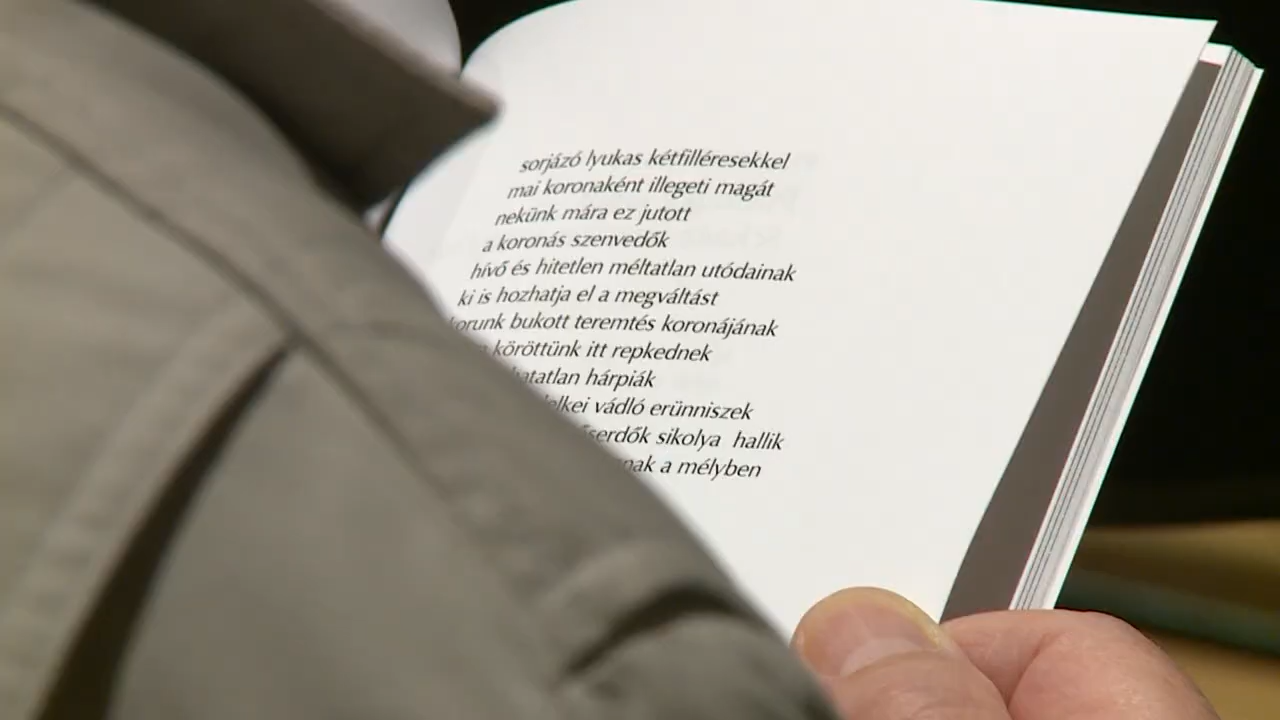 sorjázó lyukas kétfilléresekkel
mai koronaként illegeti magát
nekünk mára ez jutott
a koronás szenvedők
hívő és hitetlen méltatlan utódainak
ki is hozhatja el a megváltást
korunk bukott teremtés koronájának
köröttünk itt repkednek
hárpiák
vádló erünniszek
sikolya hallik
a mélyben